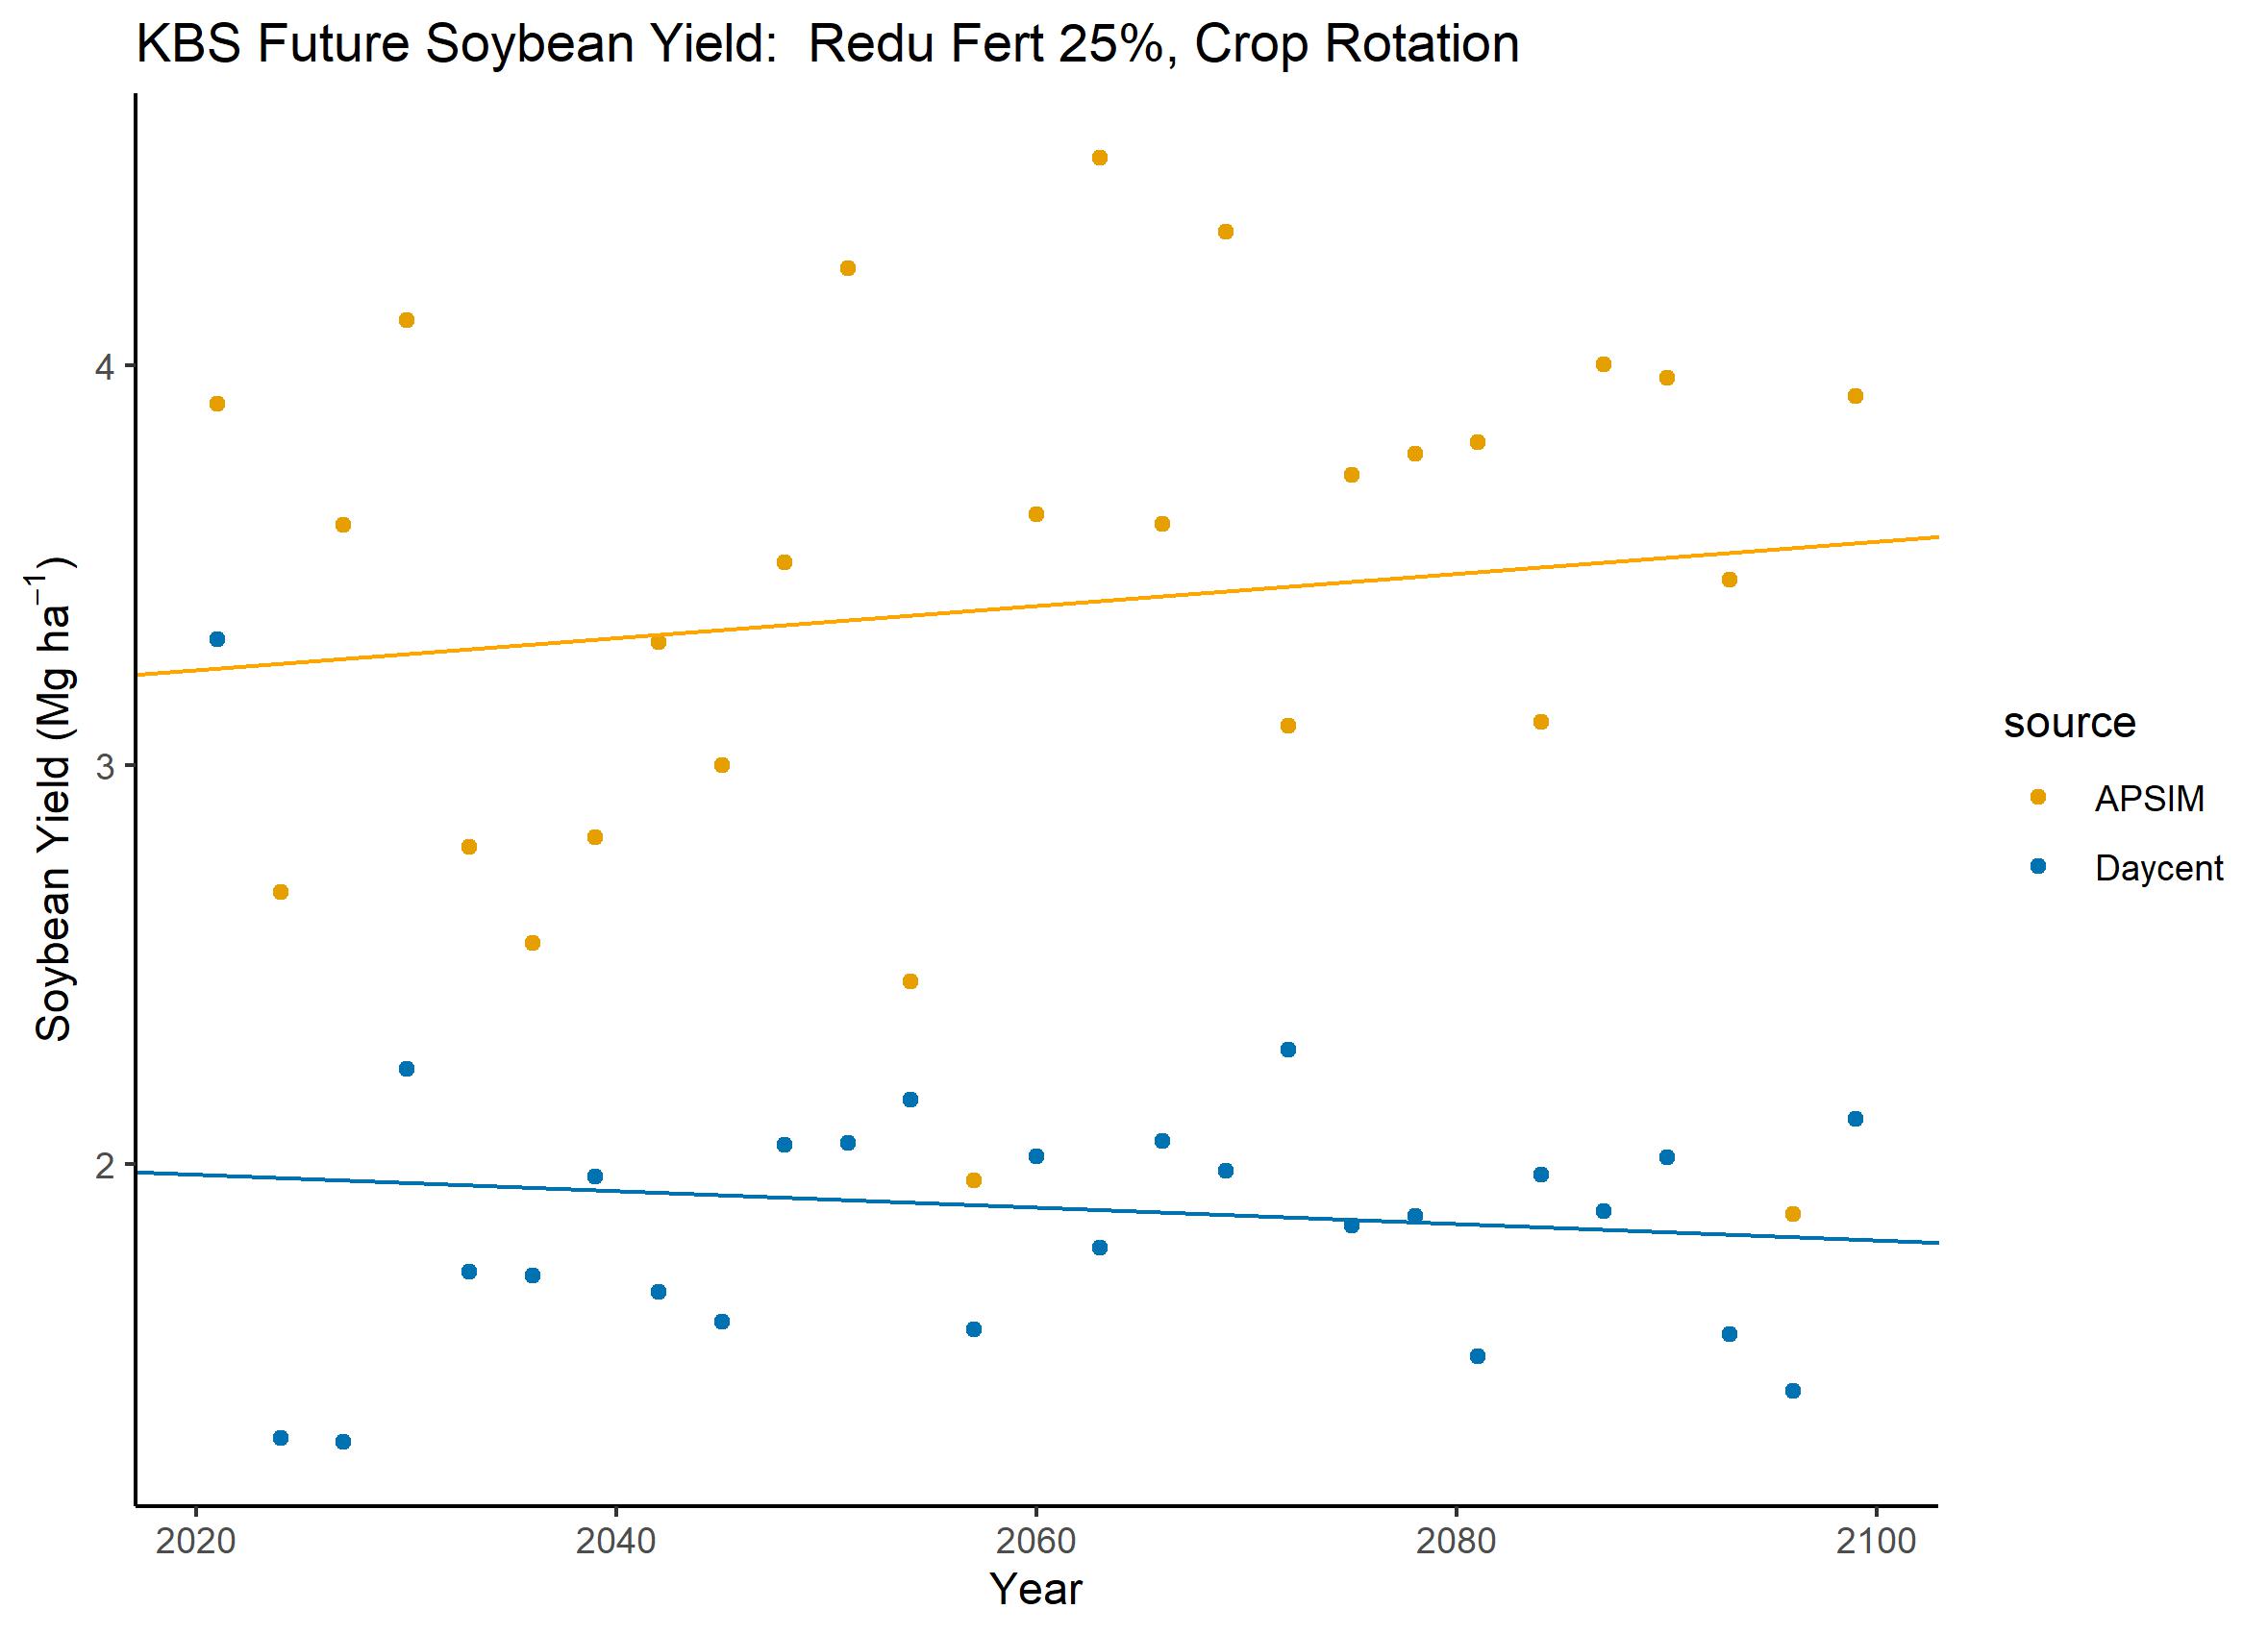 KBS Future Soybean Yield:  Redu Fert 25%, Crop Rotation
Soybean Yield (Mg ha⁻¹)
4
3
2
2020
2040
2060
2080
2100
Year
source
APSIM
Daycent